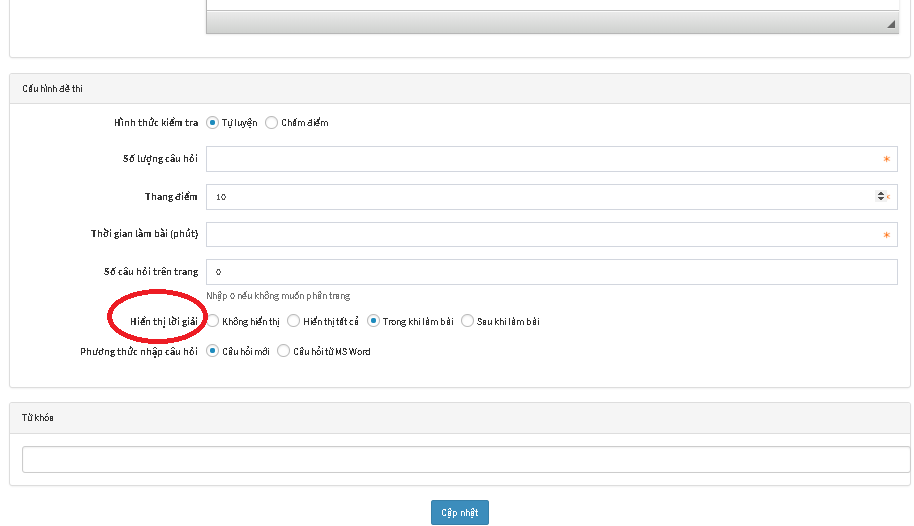 Cấu hình đề thi
Hình thức kiểm tra Tự luyện Chấm điểm
Số lượng câu hỏi *
Thang điểm 10
Thời gian làm bài (phút) *
Số câu hỏi trên trang 0
Nhập 0 nếu không muốn phân trang
Hiển thị lời giải Không hiển thị Hiển thị tất cả Trong khi làm bài Sau khi làm bài
Phương thức nhập câu hỏi Câu hỏi mới Câu hỏi từ MS Word
Từ khóa
Cập nhật